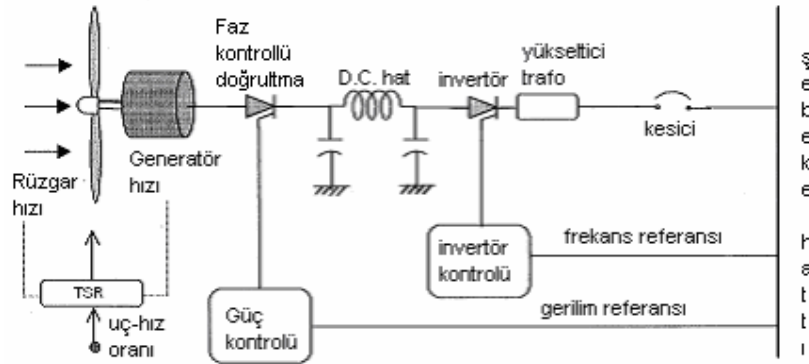 Faz
kontrollü
doğrultma
D.C. hat
invertör
yükseltici
trafo
kesici
Rüzgar
hızı
Generatör
hızı
TSR
uç-hız
oranı
Güç
kontrolü
invertör
kontrolü
frekans referansı
gerilim referansı
ş
e
b
e
k
e
h
a
t
b
ı